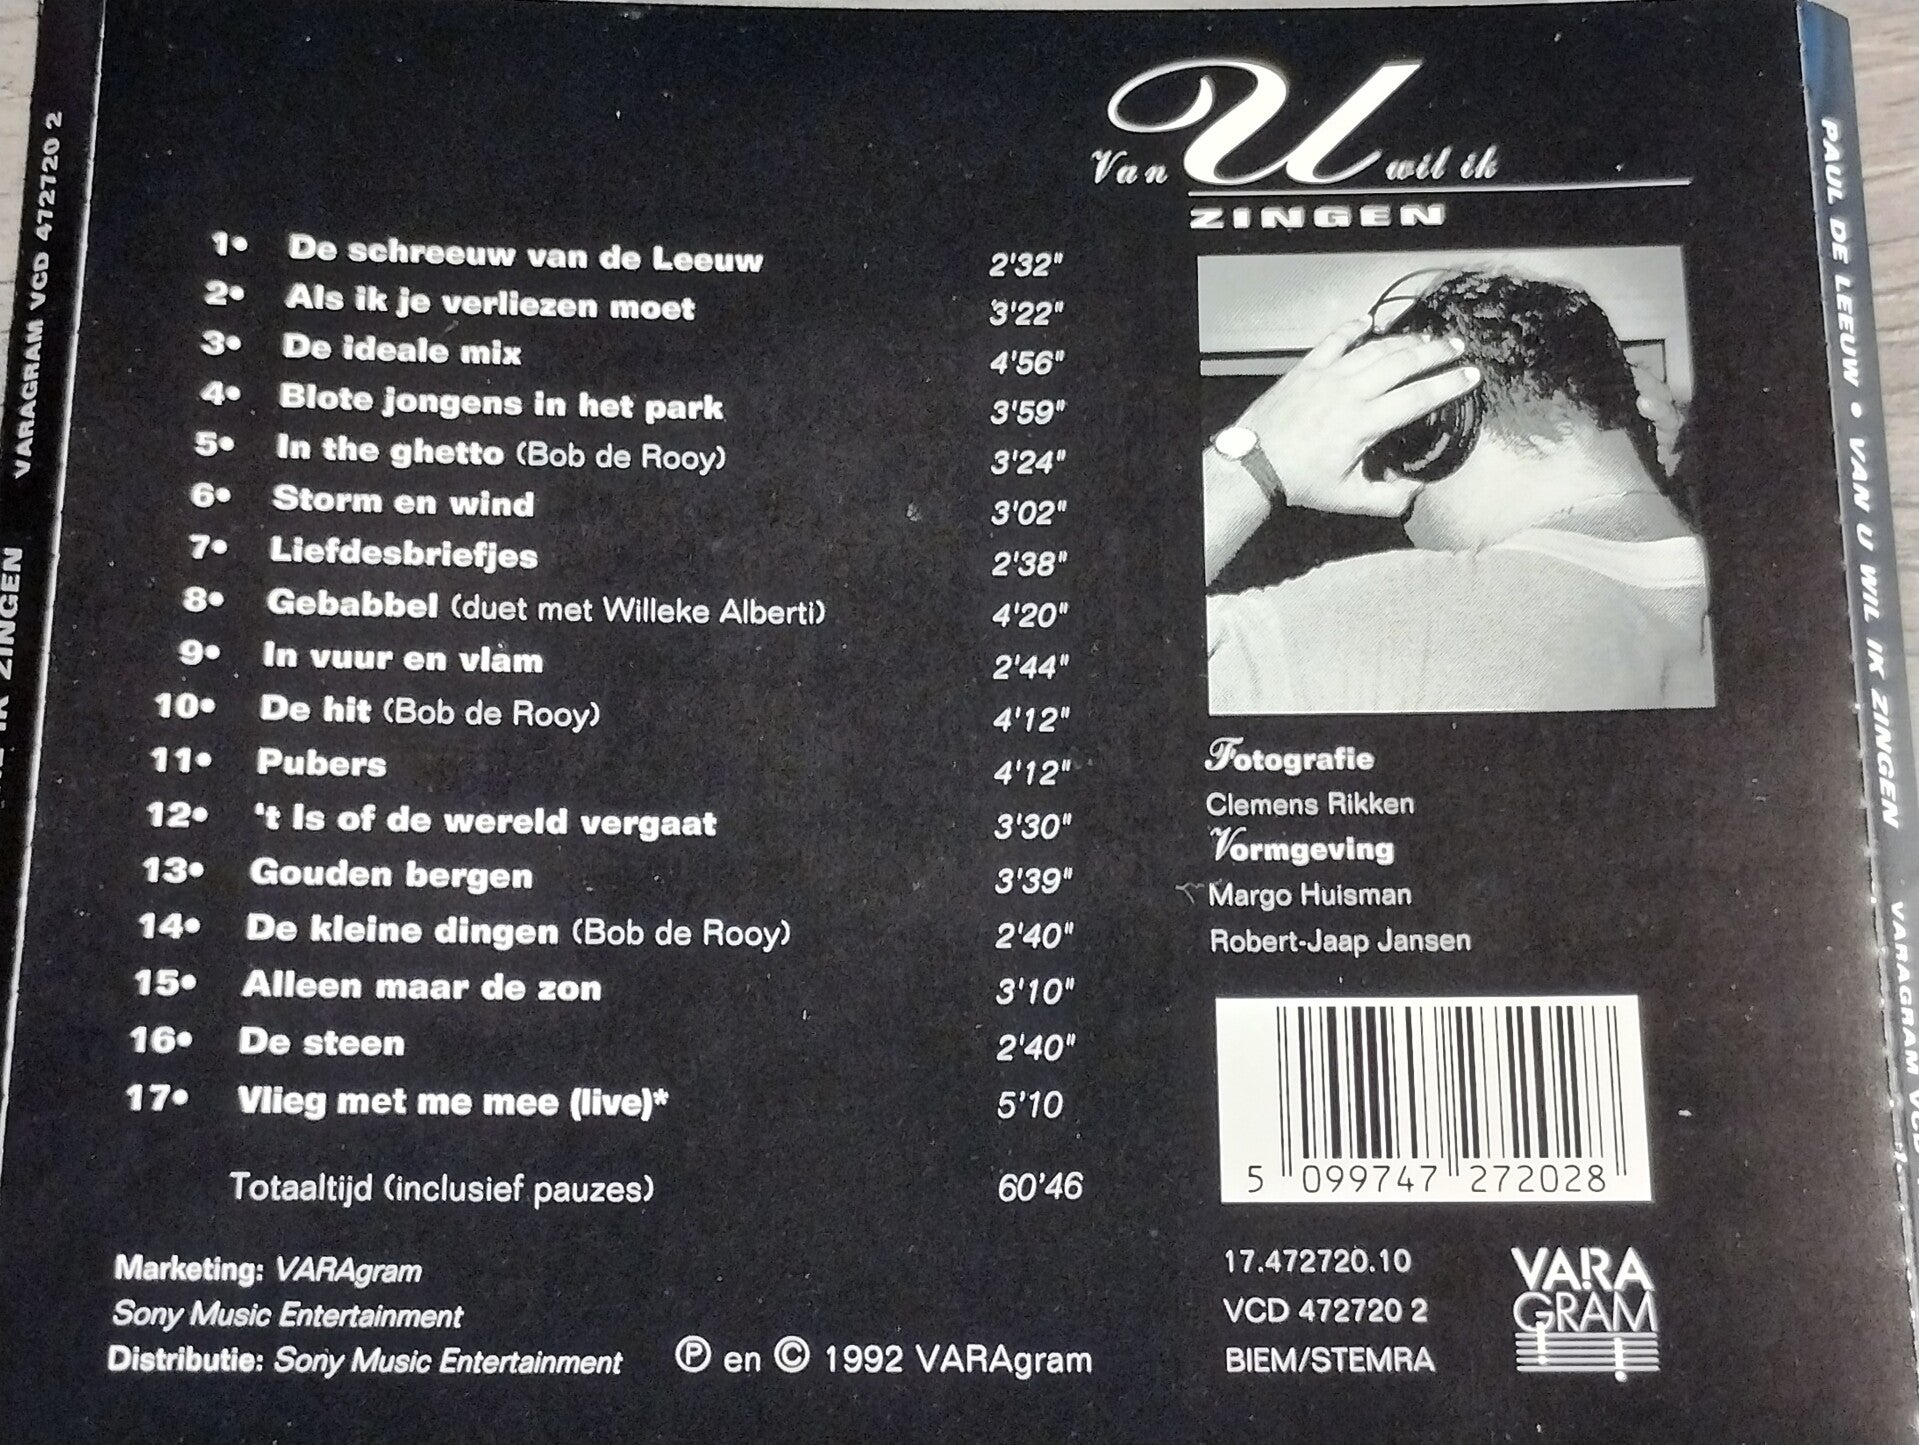 VARAGRAM VCD 472720 2
IK ZINGEN
Van U wil ik
ZINGEN
1• De schreeuw van de Leeuw 2'32"
2• Als ik je verliezen moet 3'22"
3• De ideale mix 4'56"
4• Blote jongens in het park 3'59"
5• In the ghetto (Bob de Rooy) 3'24"
6• Storm en wind 3'02"
7• Liefdesbriefjes 2'38"
8• Gebabbel (duet met Willeke Alberti) 4'20"
9• In vuur en vlam 2'44"
10• De hit (Bob de Rooy) 4'12"
11• Pubers 4'12"
12• 't Is of de wereld vergaat 3'30"
13• Gouden bergen 3'39"
14• De kleine dingen (Bob de Rooy) 2'40"
15• Alleen maar de zon 3'10"
16• De steen 2'40"
17• Vlieg met me mee (live)* 5'10
Totaaltijd (inclusief pauzes) 60'46
Marketing: VARAgram
Sony Music Entertainment
Distributie: Sony Music Entertainment
℗ en © 1992 VARAgram
Fotografie
Clemens Rikken
Vormgeving
Margo Huisman
Robert-Jaap Jansen
5 099747 272028
17.472720.10
VCD 472720 2
BIEM/STEMRA
VARA
GRAM
PAUL DE LEEUW • VAN U WIL IK ZINGEN VARAGRAM VCD